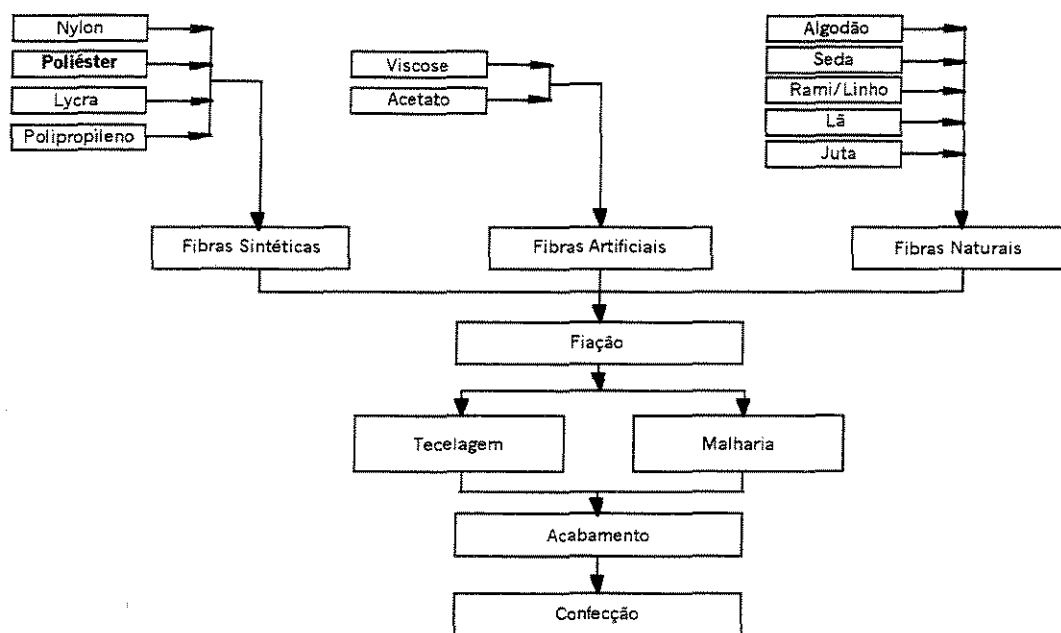 Nylon
Poliéster
Lycra
Polipropileno
Viscose
Acetato
Algodão
Seda
Rami/Linho
Lã
Juta
Fibras Sintéticas
Fibras Artificiais
Fibras Naturais
Fiação
Tecelagem
Malharia
Acabamento
Confecção